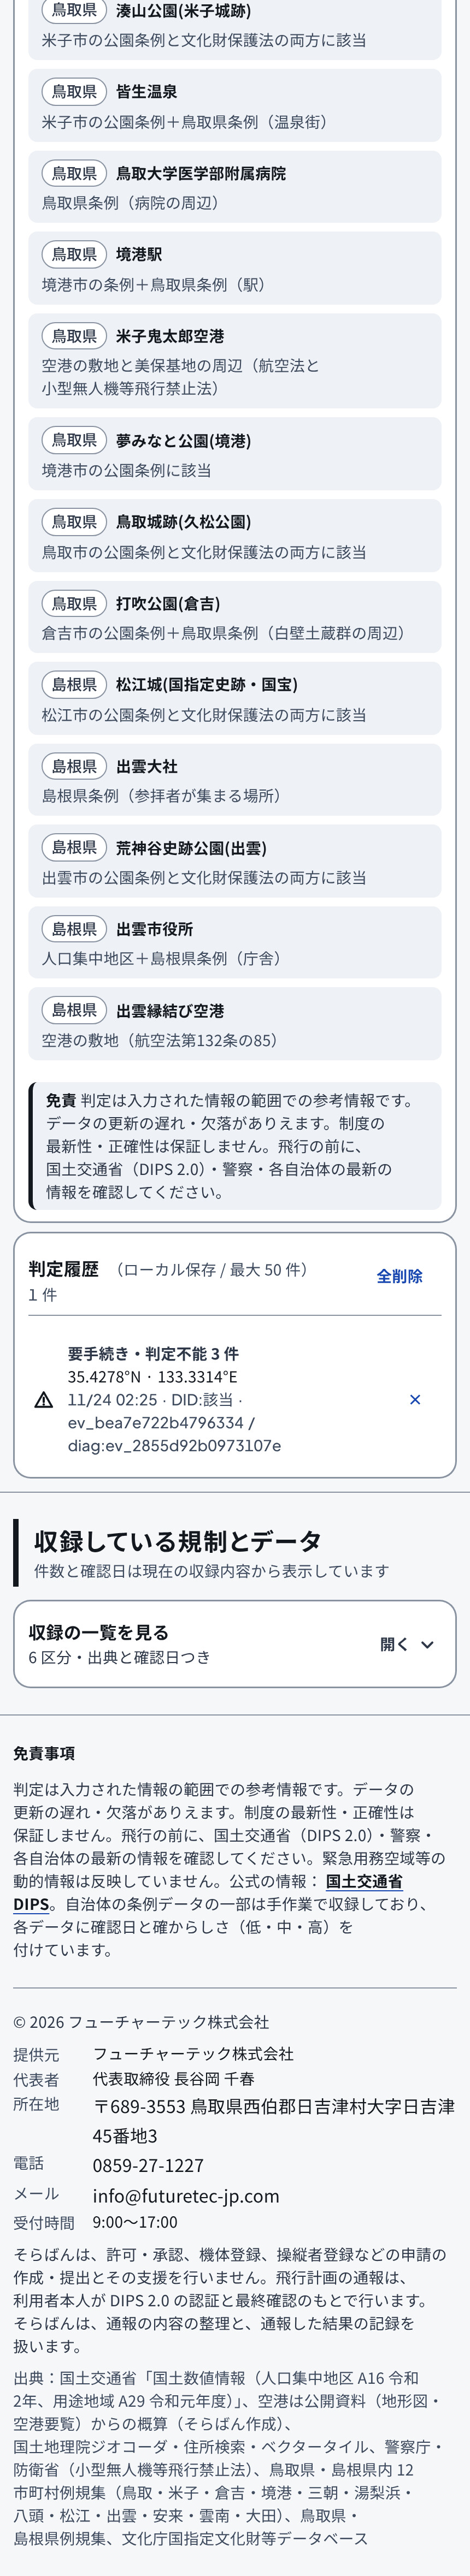 鳥取県 湊山公園(米子城跡)
米子市の公園条例と文化財保護法の両方に該当
鳥取県 皆生温泉
米子市の公園条例＋鳥取県条例（温泉街）
鳥取県 鳥取大学医学部附属病院
鳥取県条例（病院の周辺）
鳥取県 境港駅
境港市の条例＋鳥取県条例（駅）
鳥取県 米子鬼太郎空港
空港の敷地と美保基地の周辺（航空法と
小型無人機等飛行禁止法）
鳥取県 夢みなと公園(境港)
境港市の公園条例に該当
鳥取県 鳥取城跡(久松公園)
鳥取市の公園条例と文化財保護法の両方に該当
鳥取県 打吹公園(倉吉)
倉吉市の公園条例＋鳥取県条例（白壁土蔵群の周辺）
島根県 松江城(国指定史跡・国宝)
松江市の公園条例と文化財保護法の両方に該当
島根県 出雲大社
島根県条例（参拝者が集まる場所）
島根県 荒神谷史跡公園(出雲)
出雲市の公園条例と文化財保護法の両方に該当
島根県 出雲市役所
人口集中地区＋島根県条例（庁舎）
島根県 出雲縁結び空港
空港の敷地（航空法第132条の85）
免責 判定は入力された情報の範囲での参考情報です。
データの更新の遅れ・欠落がありえます。制度の
最新性・正確性は保証しません。飛行の前に、
国土交通省（DIPS 2.0）・警察・各自治体の最新の
情報を確認してください。
判定履歴 （ローカル保存 / 最大 50 件）
1 件
全削除
要手続き・判定不能 3 件
35.4278°N · 133.3314°E
11/24 02:25 · DID:該当 ·
ev_bea7e722b4796334 /
diag:ev_2855d92b0973107e
×
収録している規制とデータ
件数と確認日は現在の収録内容から表示しています
収録の一覧を見る
6 区分・出典と確認日つき
開く
免責事項
判定は入力された情報の範囲での参考情報です。データの
更新の遅れ・欠落がありえます。制度の最新性・正確性は
保証しません。飛行の前に、国土交通省（DIPS 2.0）・警察・
各自治体の最新の情報を確認してください。緊急用務空域等の
動的情報は反映していません。公式の情報： 国土交通省
DIPS。自治体の条例データの一部は手作業で収録しており、
各データに確認日と確からしさ（低・中・高）を
付けています。
© 2026 フューチャーテック株式会社
提供元 フューチャーテック株式会社
代表者 代表取締役 長谷岡 千春
所在地 〒689-3553 鳥取県西伯郡日吉津村大字日吉津
45番地3
電話 0859-27-1227
メール info@futuretec-jp.com
受付時間 9:00〜17:00
そらばんは、許可・承認、機体登録、操縦者登録などの申請の
作成・提出とその支援を行いません。飛行計画の通報は、
利用者本人が DIPS 2.0 の認証と最終確認のもとで行います。
そらばんは、通報の内容の整理と、通報した結果の記録を
扱います。
出典：国土交通省「国土数値情報（人口集中地区 A16 令和
2年、用途地域 A29 令和元年度）」、空港は公開資料（地形図・
空港要覧）からの概算（そらばん作成）、
国土地理院ジオコーダ・住所検索・ベクタータイル、警察庁・
防衛省（小型無人機等飛行禁止法）、鳥取県・島根県内 12
市町村例規集（鳥取・米子・倉吉・境港・三朝・湯梨浜・
八頭・松江・出雲・安来・雲南・大田）、鳥取県・
島根県例規集、文化庁国指定文化財等データベース